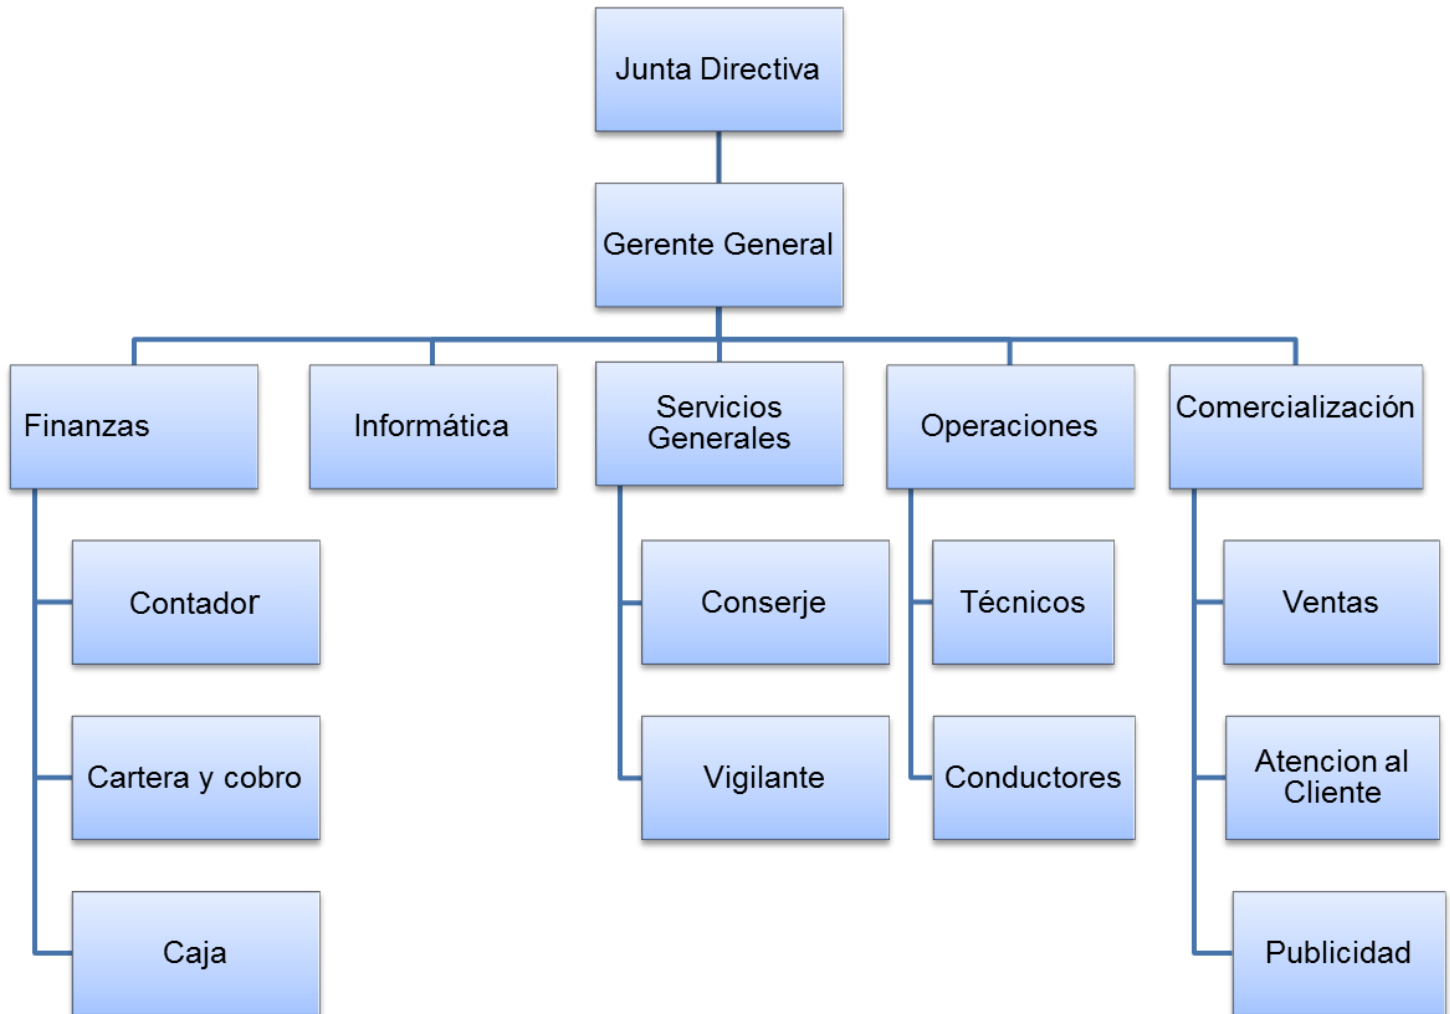 Junta Directiva
Gerente General
Finanzas
Informática
Servicios
Generales
Operaciones
Comercialización
Contador
Conserje
Técnicos
Ventas
Cartera y cobro
Vigilante
Conductores
Atencion al
Cliente
Caja
Publicidad